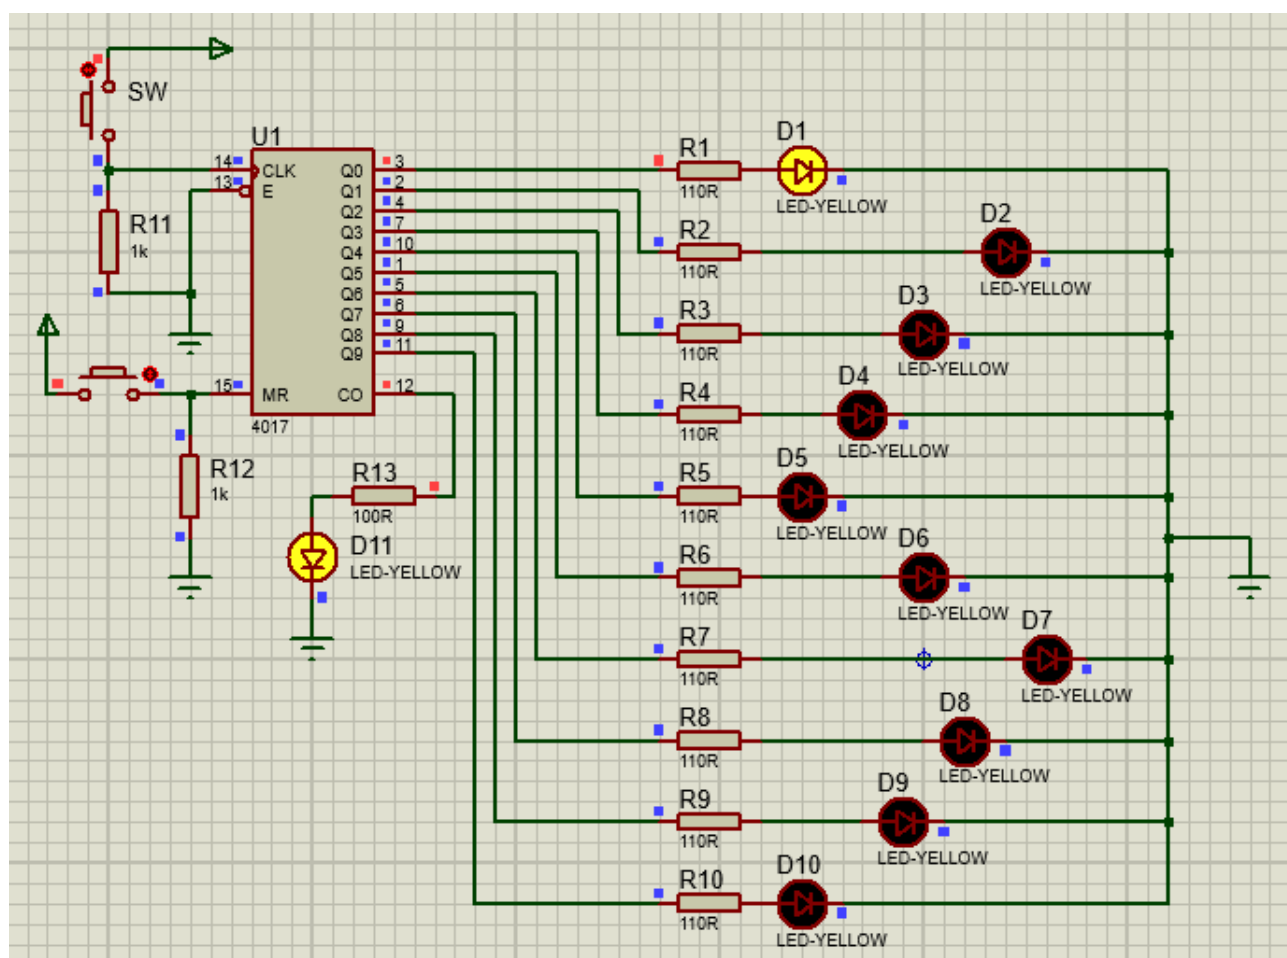 SW
U1
14
CLK
13
E
15
MR
Q0
3
Q1
2
Q2
4
Q3
7
Q4
10
Q5
1
Q6
5
Q7
6
Q8
9
Q9
11
CO
12
4017
R11
1k
R12
1k
R13
100R
D11
LED-YELLOW
R1
110R
D1
LED-YELLOW
R2
110R
D2
LED-YELLOW
R3
110R
D3
LED-YELLOW
R4
110R
D4
LED-YELLOW
R5
110R
D5
LED-YELLOW
R6
110R
D6
LED-YELLOW
R7
110R
D7
LED-YELLOW
R8
110R
D8
LED-YELLOW
R9
110R
D9
LED-YELLOW
R10
110R
D10
LED-YELLOW